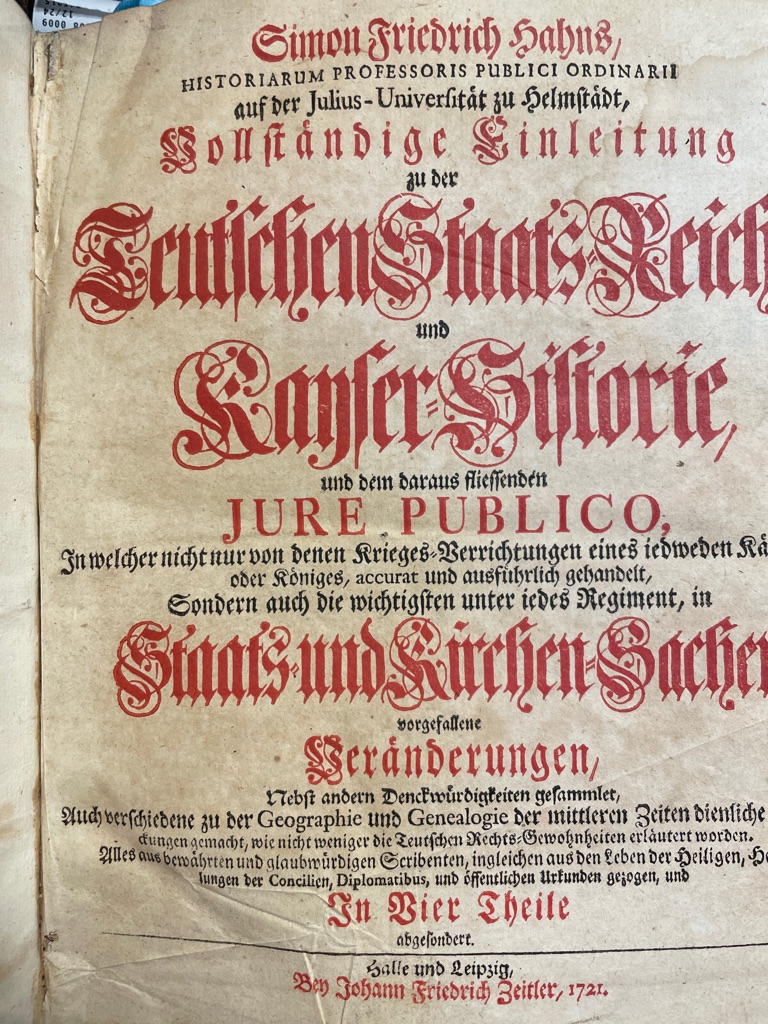 Simon Friedrich Hahns,
HISTORIARUM PROFESSORIS PUBLICI ORDINARII
auf der Julius-Universität zu Helmstädt,
Vollständige Einleitung
zu der
Teutschen Staats-Reich
und
Kayser-Historie,
und dem daraus fliessenden
JURE PUBLICO,
In welcher nicht nur von denen Krieges-Verrichtungen eines iedweden Kä
oder Königes, accurat und ausführlich gehandelt,
Sondern auch die wichtigsten unter iedes Regiment, in
Staats- und Kirchen-Sachen
vorgefallene
Veränderungen,
Nebst andern Denckwürdigkeiten gesammlet,
Auch verschiedene zu der Geographie und Genealogie der mittleren Zeiten dienliche
ckungen gemacht, wie nicht weniger die Teutschen Rechts-Gewohnheiten erläutert worden.
Alles aus bewährten und glaubwürdigen Scribenten, ingleichen aus den Leben der Heiligen, H
lungen der Concilien, Diplomatibus, und öffentlichen Urkunden gezogen, und
In Vier Theile
abgesondert.
Halle und Leipzig,
Bey Johann Friedrich Zeitler, 1721.